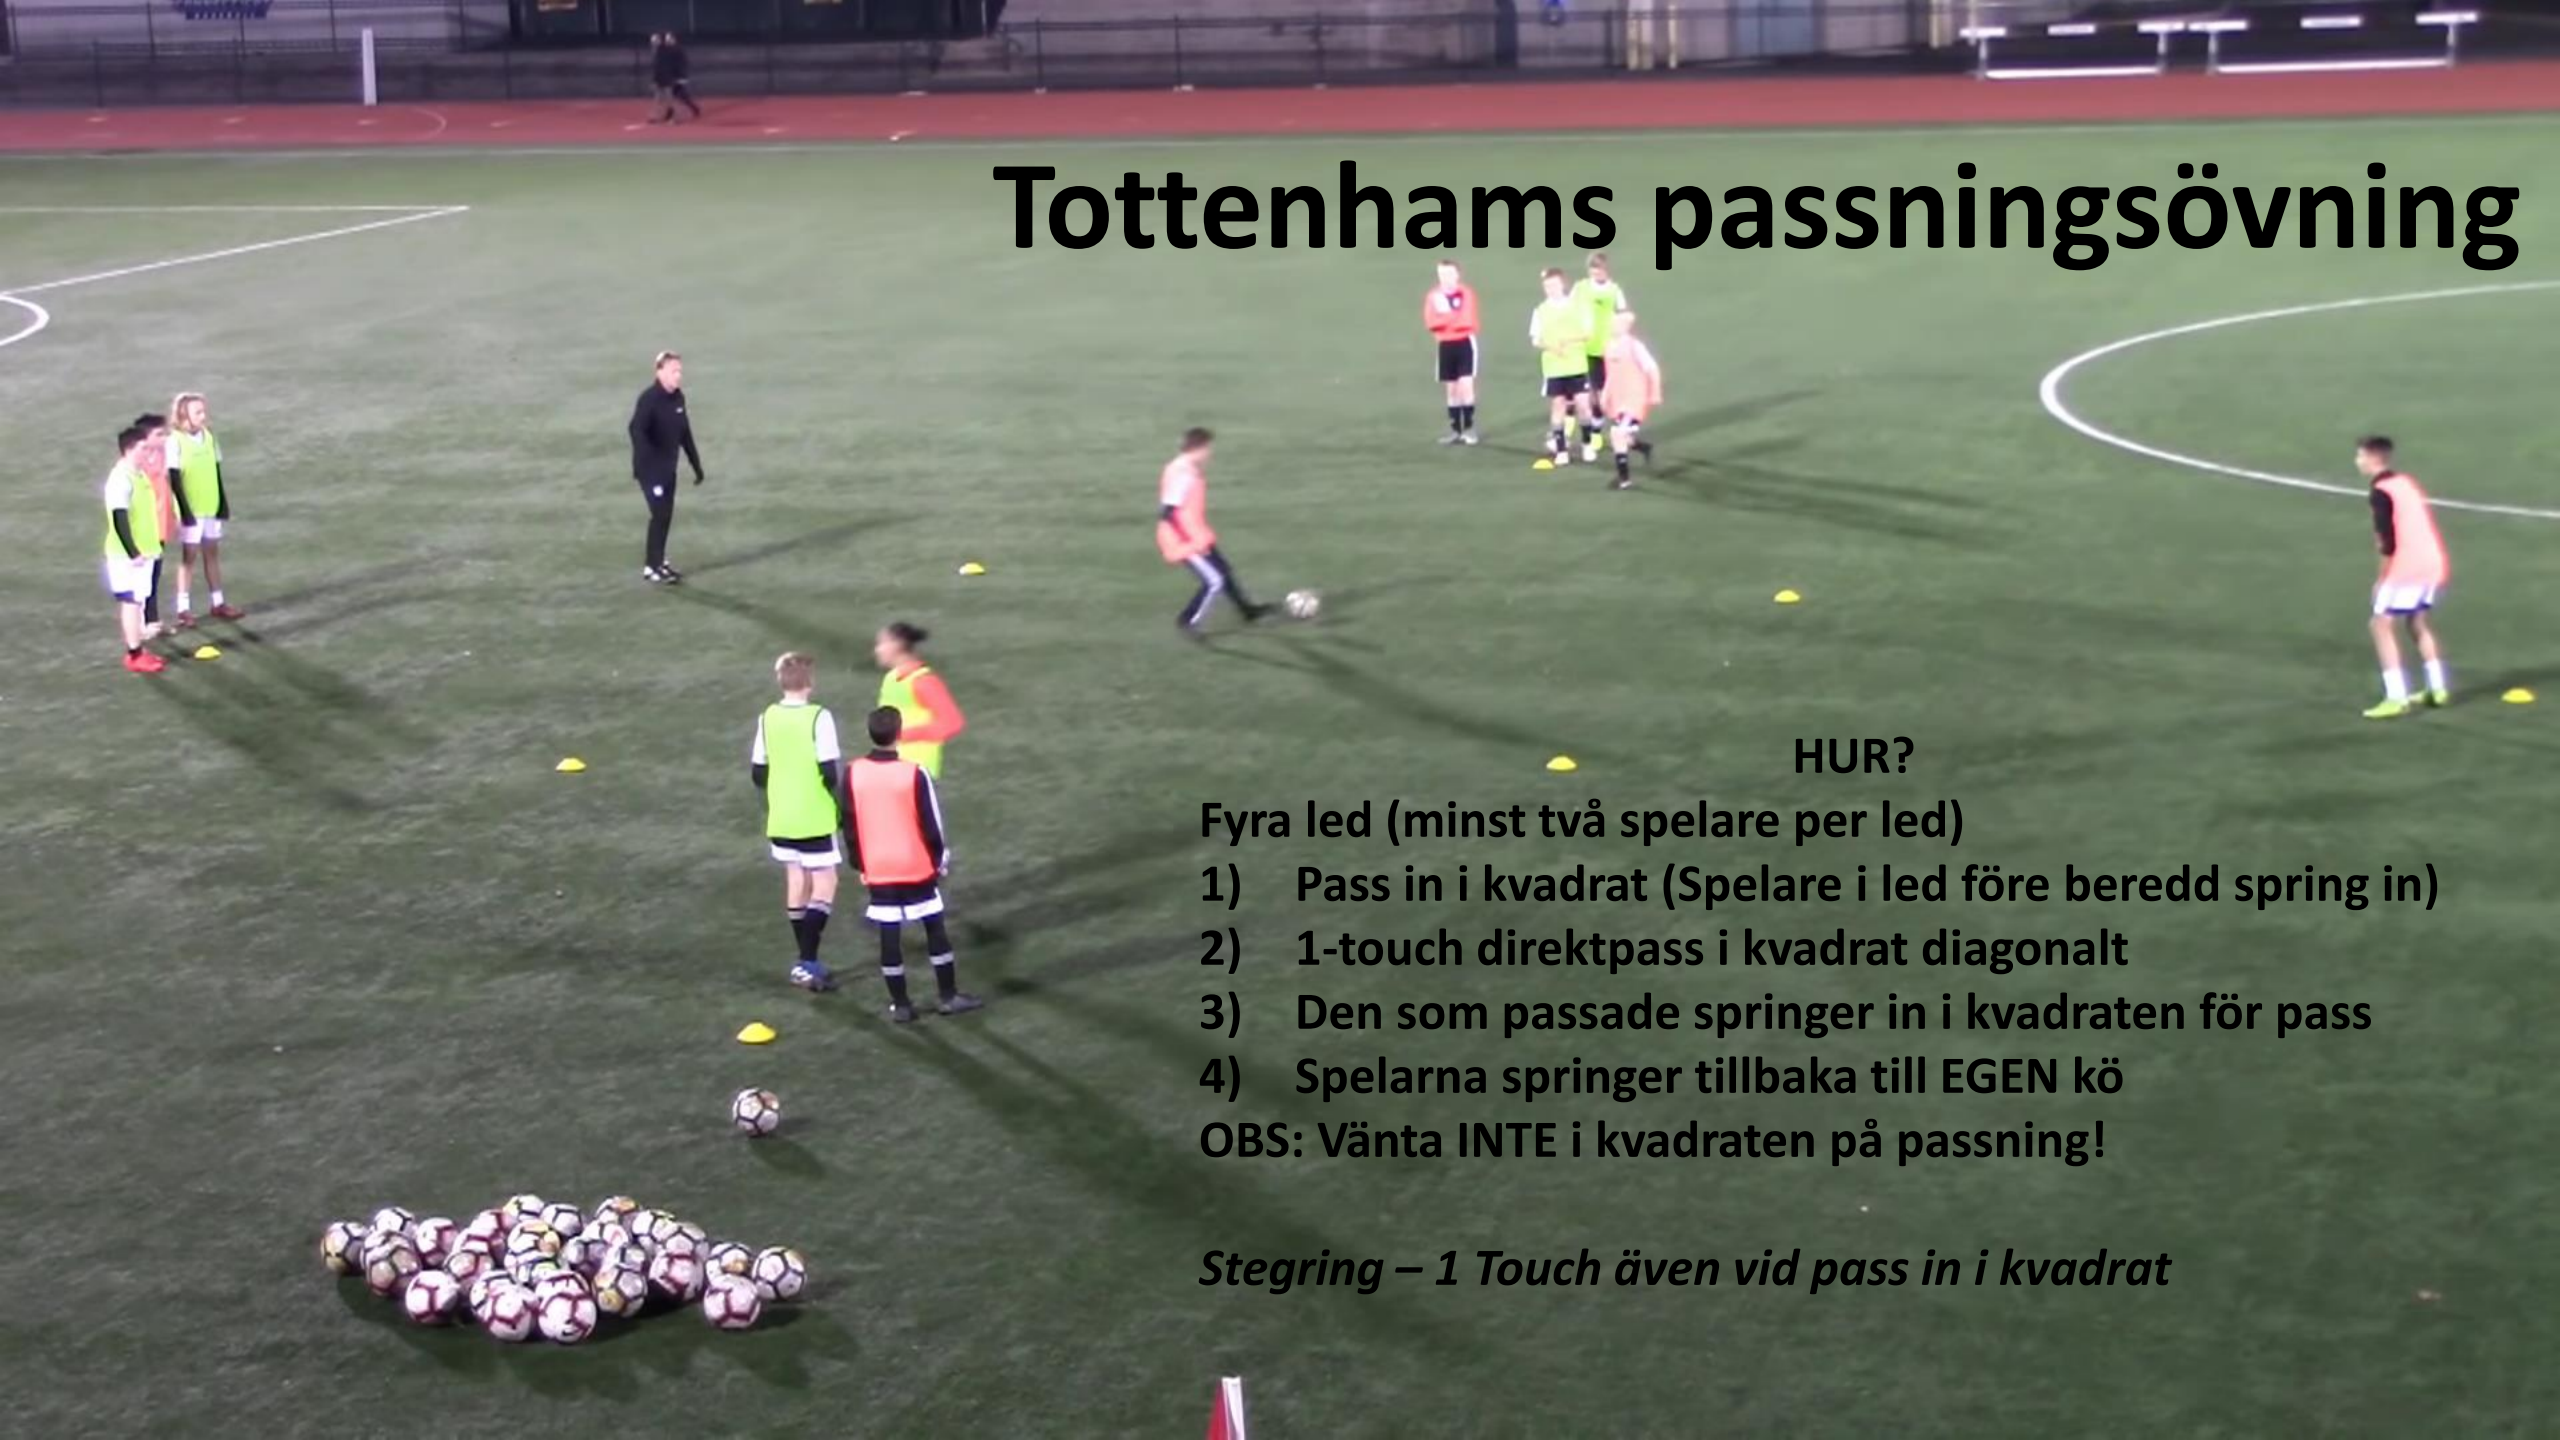 Tottenhams passningsövning
HUR?
Fyra led (minst två spelare per led)
1) Pass in i kvadrat (Spelare i led före beredd spring in)
2) 1-touch direktpass i kvadrat diagonalt
3) Den som passade springer in i kvadraten för pass
4) Spelarna springer tillbaka till EGEN kö
OBS: Vänta INTE i kvadraten på passning!
Stegring – 1 Touch även vid pass in i kvadrat